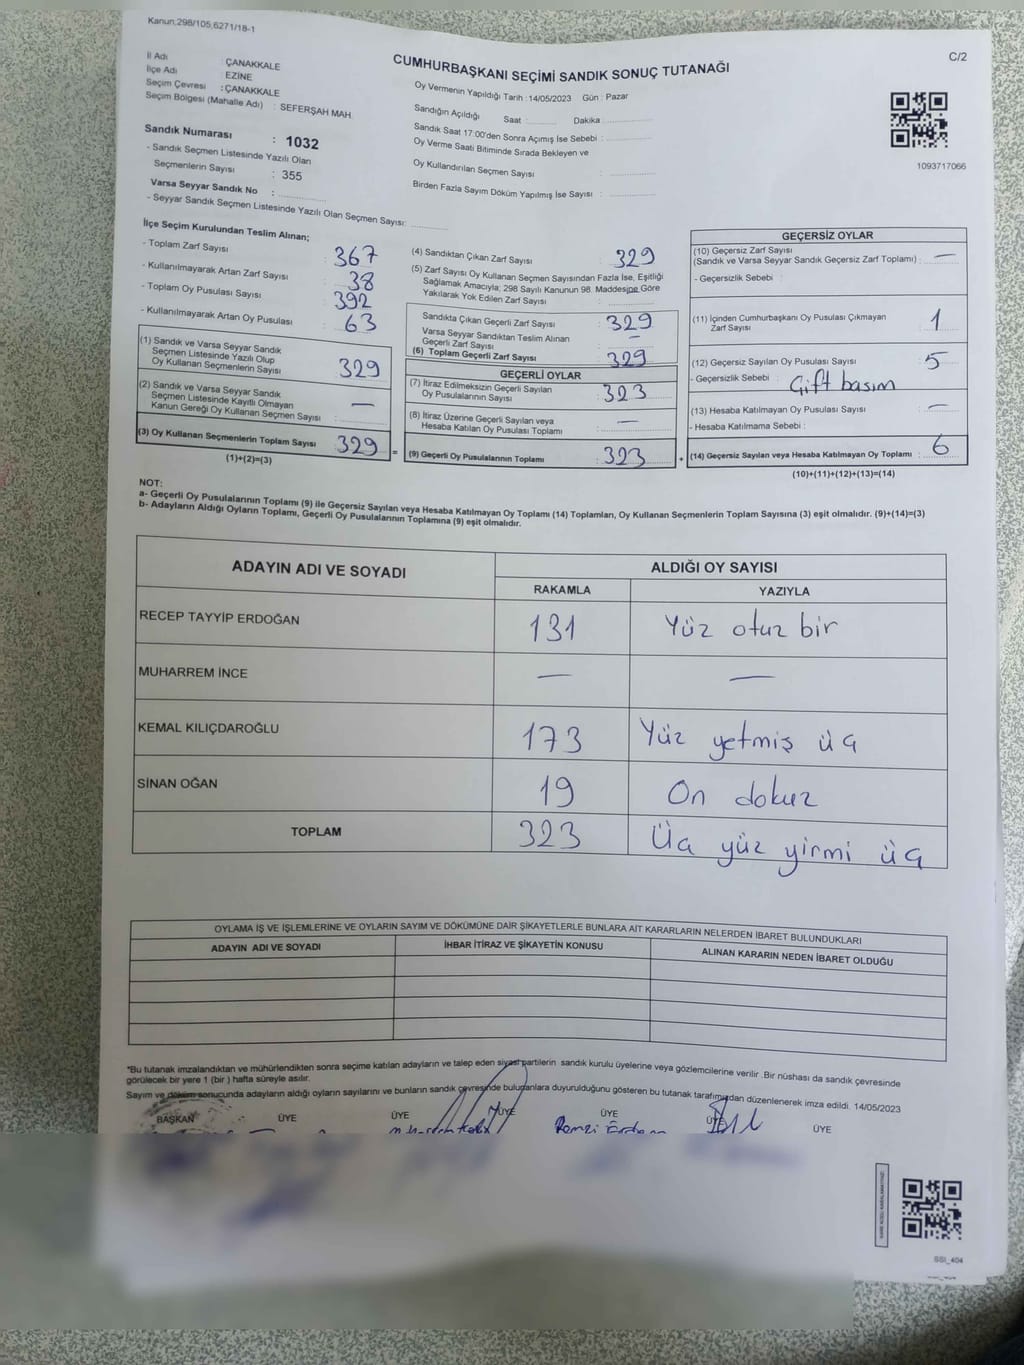 Kanun:298/105,6271/18-1
C/2
CUMHURBAŞKANI SEÇİMİ SANDIK SONUÇ TUTANAĞI
İl Adı : ÇANAKKALE
İlçe Adı : EZİNE
Seçim Çevresi : ÇANAKKALE
Seçim Bölgesi (Mahalle Adı) : SEFERŞAH MAH.
Sandık Numarası : 1032
- Sandık Seçmen Listesinde Yazılı Olan
Seçmenlerin Sayısı : 355
Varsa Seyyar Sandık No :
- Seyyar Sandık Seçmen Listesinde Yazılı Olan Seçmen Sayısı:
Oy Vermenin Yapıldığı Tarih : 14/05/2023 Gün : Pazar
Sandığın Açıldığı Saat : Dakika
Sandık Saat 17:00'den Sonra Açımış İse Sebebi :
Oy Verme Saati Bitiminde Sırada Bekleyen ve
Oy Kullandırılan Seçmen Sayısı :
Birden Fazla Sayım Döküm Yapılmış İse Sayısı :
1093717066
İlçe Seçim Kurulundan Teslim Alınan;
- Toplam Zarf Sayısı : 367
- Kullanılmayarak Artan Zarf Sayısı : 38
- Toplam Oy Pusulası Sayısı : 392
- Kullanılmayarak Artan Oy Pusulası : 63
(1) Sandık ve Varsa Seyyar Sandık
Seçmen Listesinde Yazılı Olup
Oy Kullanan Seçmenlerin Sayısı : 329
(2) Sandık ve Varsa Seyyar Sandık
Seçmen Listesinde Kayıtlı Olmayan
Kanun Gereği Oy Kullanan Seçmen Sayısı : —
(3) Oy Kullanan Seçmenlerin Toplam Sayısı : 329
(1)+(2)=(3)
(4) Sandıktan Çıkan Zarf Sayısı : 329
(5) Zarf Sayısı Oy Kullanan Seçmen Sayısından Fazla İse, Eşitliği
Sağlamak Amacıyla; 298 Sayılı Kanunun 98. Maddesine Göre
Yakılarak Yok Edilen Zarf Sayısı :
Sandıkta Çıkan Geçerli Zarf Sayısı : 329
Varsa Seyyar Sandıktan Teslim Alınan
Geçerli Zarf Sayısı : —
(6) Toplam Geçerli Zarf Sayısı : 329
GEÇERLİ OYLAR
(7) İtiraz Edilmeksizin Geçerli Sayılan
Oy Pusulalarının Sayısı : 323
(8) İtiraz Üzerine Geçerli Sayılan veya
Hesaba Katılan Oy Pusulası Toplamı : —
=
(9) Geçerli Oy Pusulalarının Toplamı : 323
+
GEÇERSİZ OYLAR
(10) Geçersiz Zarf Sayısı
(Sandık ve Varsa Seyyar Sandık Geçersiz Zarf Toplamı) : —
- Geçersizlik Sebebi :
(11) İçinden Cumhurbaşkanı Oy Pusulası Çıkmayan
Zarf Sayısı : 1
(12) Geçersiz Sayılan Oy Pusulası Sayısı : 5
- Geçersizlik Sebebi : Çift basım
(13) Hesaba Katılmayan Oy Pusulası Sayısı : —
- Hesaba Katılmama Sebebi :
(14) Geçersiz Sayılan veya Hesaba Katılmayan Oy Toplamı : 6
(10)+(11)+(12)+(13)=(14)
NOT:
a- Geçerli Oy Pusulalarının Toplamı (9) ile Geçersiz Sayılan veya Hesaba Katılmayan Oy Toplamı (14) Toplamları, Oy Kullanan Seçmenlerin Toplam Sayısına (3) eşit olmalıdır. (9)+(14)=(3)
b- Adayların Aldığı Oyların Toplamı, Geçerli Oy Pusulalarının Toplamına (9) eşit olmalıdır.
ADAYIN ADI VE SOYADI ALDIĞI OY SAYISI
RAKAMLA YAZIYLA
RECEP TAYYİP ERDOĞAN 131 Yüz otuz bir
MUHARREM İNCE — —
KEMAL KILIÇDAROĞLU 173 Yüz yetmiş üç
SİNAN OĞAN 19 On dokuz
TOPLAM 323 Üç yüz yirmi üç
OYLAMA İŞ VE İŞLEMLERİNE VE OYLARIN SAYIM VE DÖKÜMÜNE DAİR ŞİKAYETLERLE BUNLARA AİT KARARLARIN NELERDEN İBARET BULUNDUKLARI
ADAYIN ADI VE SOYADI İHBAR İTİRAZ VE ŞİKAYETİN KONUSU ALINAN KARARIN NEDEN İBARET OLDUĞU
*Bu tutanak imzalandıktan ve mühürlendikten sonra seçime katılan adayların ve talep eden siyasi partilerin sandık kurulu üyelerine veya gözlemcilerine verilir .Bir nüshası da sandık çevresinde
görülecek bir yere 1 (bir ) hafta süreyle asılır.
Sayım ve döküm sonucunda adayların aldığı oyların sayılarını ve bunların sandık çevresinde bulunanlara duyurulduğunu gösteren bu tutanak tarafımızdan düzenlenerek imza edildi. 14/05/2023
BAŞKAN ÜYE ÜYE ÜYE ÜYE ÜYE ÜYE
SSI_404